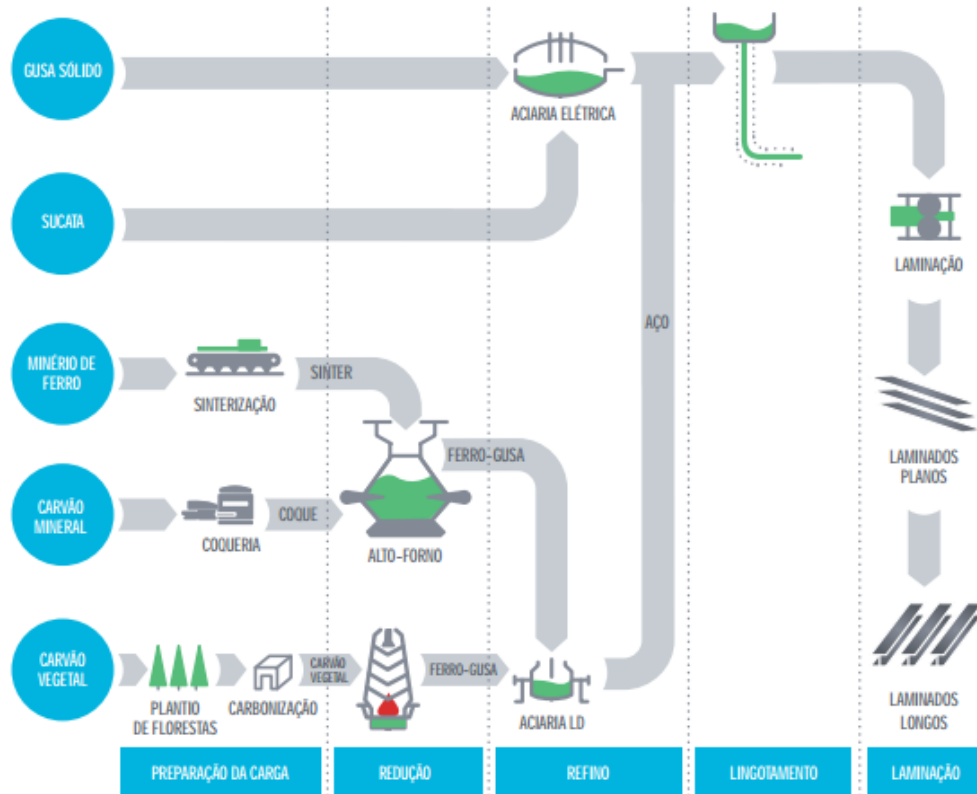 GUSA SÓLIDO
ACIARIA ELÉTRICA
SUCATA
LAMINAÇÃO
AÇO
MINÉRIO DE
FERRO
SINTER
SINTERIZAÇÃO
FERRO-GUSA
LAMINADOS
PLANOS
CARVÃO
MINERAL
COQUE
COQUERIA
ALTO-FORNO
CARVÃO
VEGETAL
CARVÃO
VEGETAL
FERRO-GUSA
PLANTIO
DE FLORESTAS
CARBONIZAÇÃO
ACIARIA LD
LAMINADOS
LONGOS
PREPARAÇÃO DA CARGA
REDUÇÃO
REFINO
LINGOTAMENTO
LAMINAÇÃO